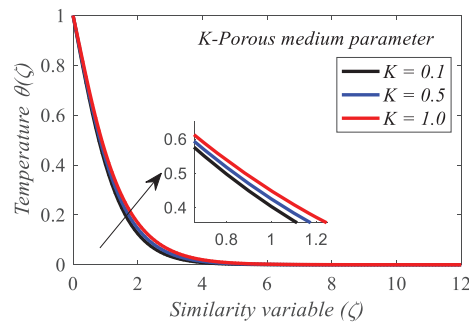 K-Porous medium parameter
K = 0.1
K = 0.5
K = 1.0
Temperature θ(ζ)
1
0.8
0.6
0.4
0.2
0
0.6
0.5
0.4
0.8 1 1.2
0 2 4 6 8 10 12
Similarity variable (ζ)